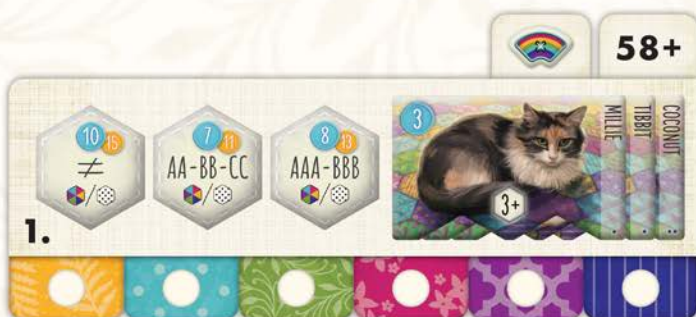 58+
10 15
≠
/
7 11
AA-BB-CC
/
8 13
AAA-BBB
/
3
3+
MILLIE
TIBBIT
COCONUT
1.